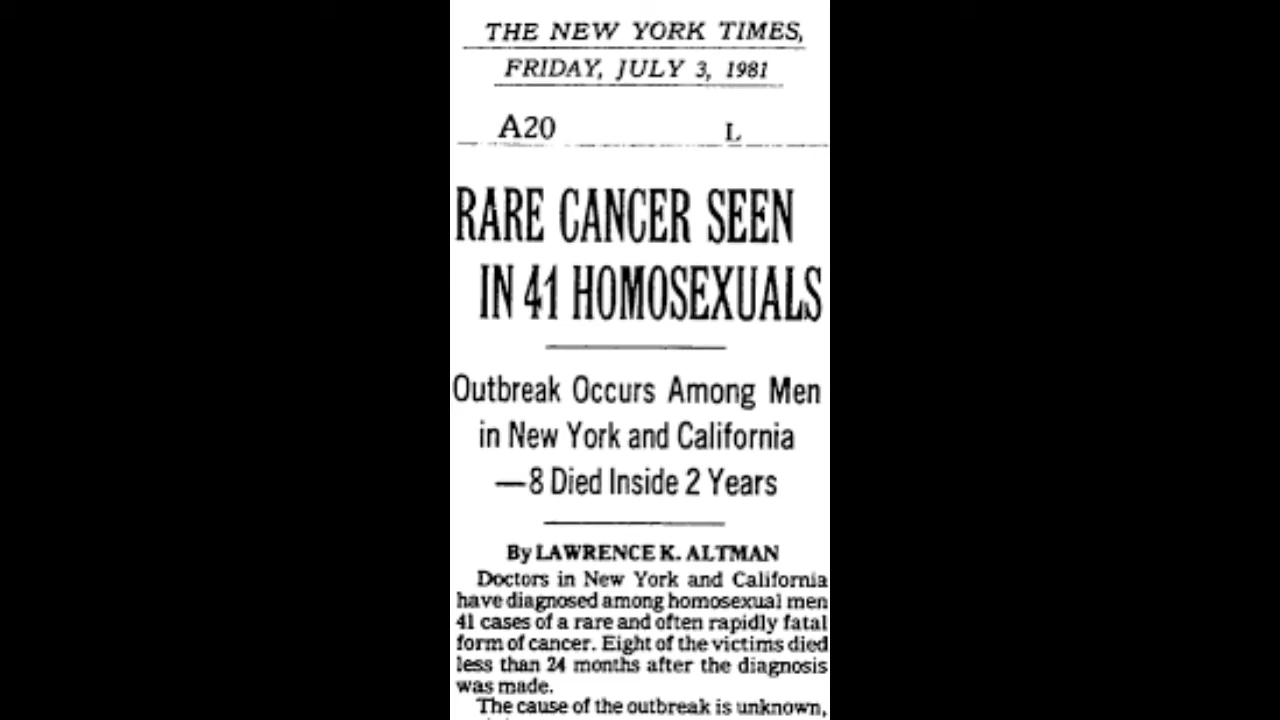 THE NEW YORK TIMES,
FRIDAY, JULY 3, 1981
A20 L
RARE CANCER SEEN
IN 41 HOMOSEXUALS
Outbreak Occurs Among Men
in New York and California
—8 Died Inside 2 Years
By LAWRENCE K. ALTMAN
Doctors in New York and California
have diagnosed among homosexual men
41 cases of a rare and often rapidly fatal
form of cancer. Eight of the victims died
less than 24 months after the diagnosis
was made.
The cause of the outbreak is unknown,